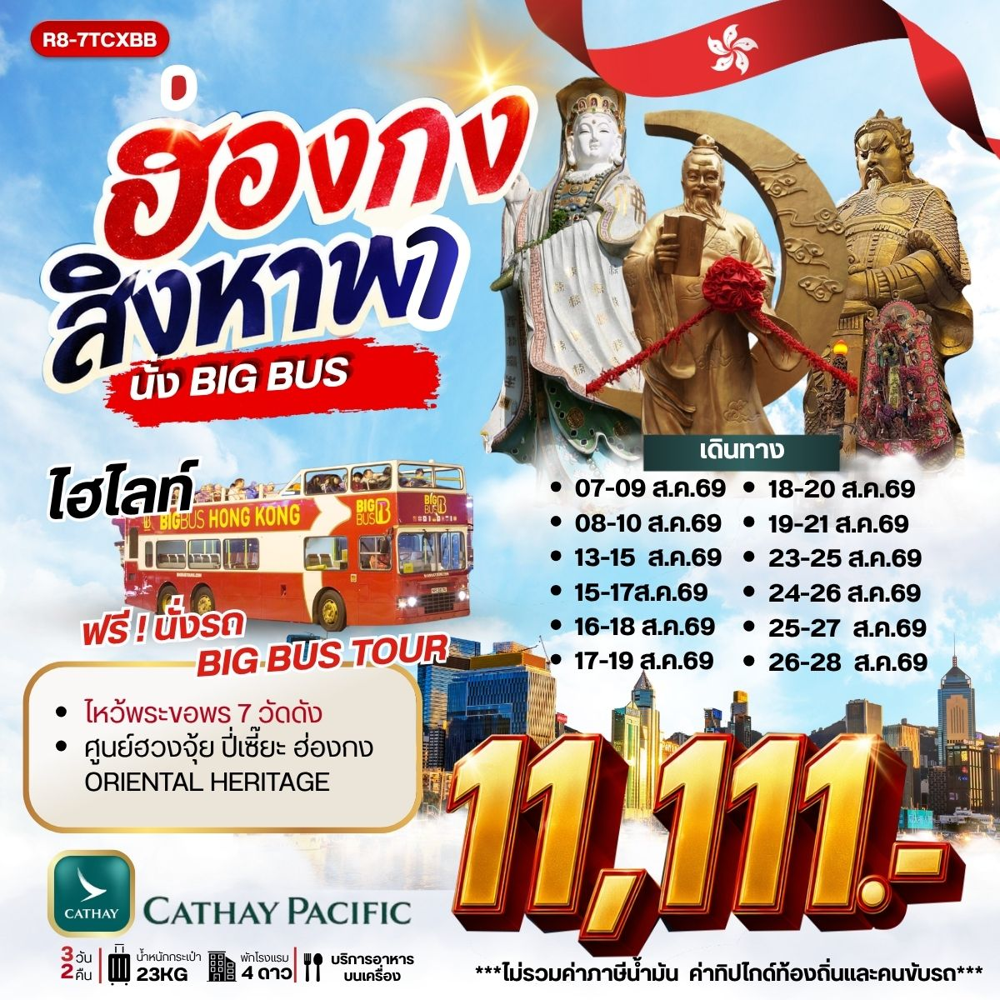 R8-7TCXBB
ฮ่องกง
สิงหาพา
นั่ง BIG BUS
ไฮไลท์
BIGBUS HONG KONG
BIG BUS
ฟรี ! นั่งรถ
BIG BUS TOUR
• ไหว้พระขอพร 7 วัดดัง
• ศูนย์ฮวงจุ้ย ปี่เซี๊ยะ ฮ่องกง
ORIENTAL HERITAGE
เดินทาง
• 07-09 ส.ค.69
• 08-10 ส.ค.69
• 13-15 ส.ค.69
• 15-17ส.ค.69
• 16-18 ส.ค.69
• 17-19 ส.ค.69
• 18-20 ส.ค.69
• 19-21 ส.ค.69
• 23-25 ส.ค.69
• 24-26 ส.ค.69
• 25-27 ส.ค.69
• 26-28 ส.ค.69
11,111.-
CATHAY
CATHAY PACIFIC
3 วัน
2 คืน
น้ำหนักกระเป๋า
23KG
พักโรงแรม
4 ดาว
บริการอาหาร
บนเครื่อง
***ไม่รวมค่าภาษีน้ำมัน ค่าทิปไกด์ท้องถิ่นและคนขับรถ***